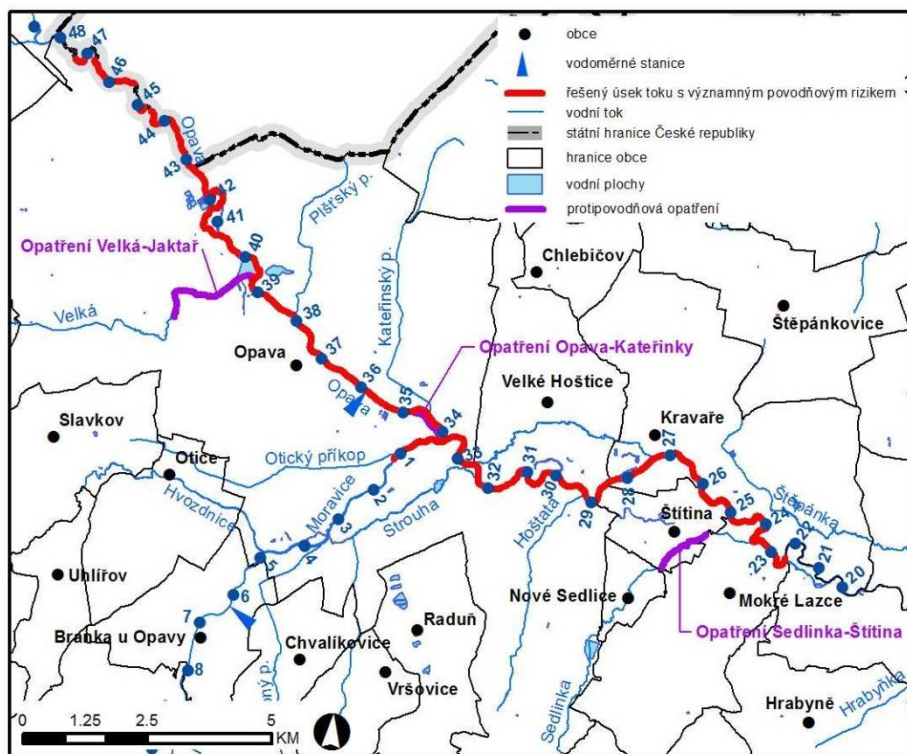 obce
vodoměrné stanice
řešený úsek toku s významným povodňovým rizikem
vodní tok
státní hranice České republiky
hranice obce
vodní plochy
protipovodňová opatření
48
47
46
45
44
Opava
43
42
41
Plšťský p.
40
Opatření Velká-Jaktař
39
Chlebičov
Kateřinský p.
Velká
38
Štěpánkovice
37
Opava
Opatření Opava-Kateřinky
36
Velké Hoštice
Opava
35
Slavkov
34
Kravaře
27
Otický příkop
1
33
31
Otice
32
30
28
26
Hvozdnice
2
Moravice
Strouha
29
25
Štěpánka
3
Hoštata
Štítina
24
22
4
23
21
5
20
Uhlířov
6
Nové Sedlice
Mokré Lazce
7
Raduň
Branka u Opavy
Chvalíkovice
Opatření Sedlinka-Štítina
8
Vršovice
ný p.
Sedlinka
Hrabyňka
Hrabyně
0 1.25 2.5 5
KM